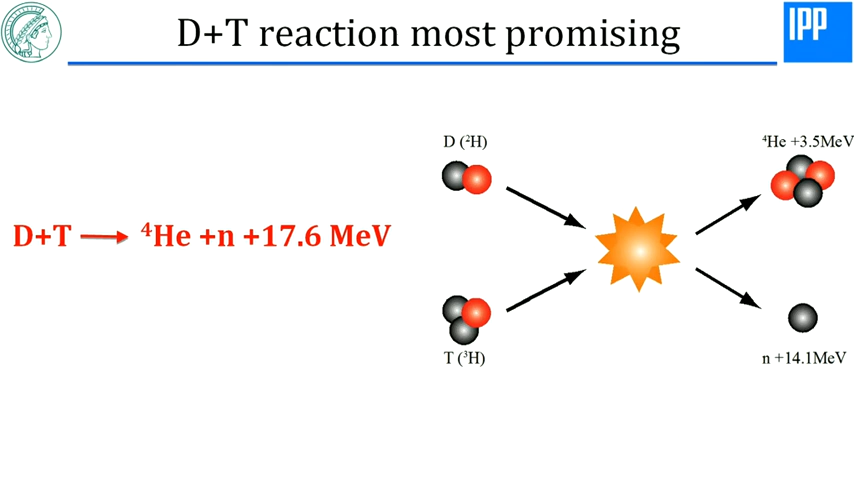 D+T reaction most promising
IPP
D (²H)
⁴He +3.5MeV
D+T → ⁴He +n +17.6 MeV
T (³H)
n +14.1MeV